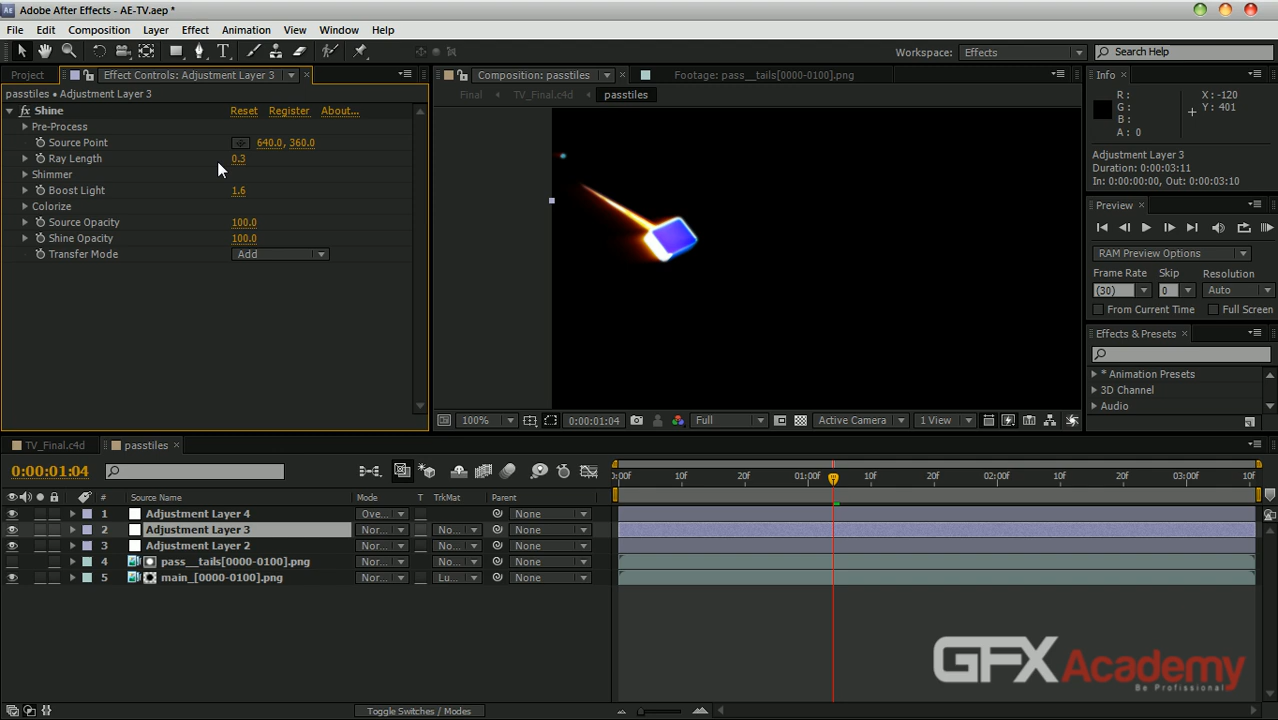 Adobe After Effects - AE-TV.aep *
File Edit Composition Layer Effect Animation View Window Help
Workspace: Effects Search Help
Project Effect Controls: Adjustment Layer 3
passtiles • Adjustment Layer 3
fx Shine Reset Register About...
Pre-Process
Source Point 640.0, 360.0
Ray Length 0.3
Shimmer
Boost Light 1.6
Colorize
Source Opacity 100.0
Shine Opacity 100.0
Transfer Mode Add
Composition: passtiles Footage: pass__tails[0000-0100].png
Final TV_Final.c4d passtiles
100% 0:00:01:04 Full Active Camera 1 View
Info
R : X : -120
G : Y : 401
B :
A : 0
Adjustment Layer 3
Duration: 0:00:03:11
In: 0:00:00:00, Out: 0:00:03:10
Preview
RAM Preview Options
Frame Rate Skip Resolution
(30) 0 Auto
From Current Time Full Screen
Effects & Presets
* Animation Presets
3D Channel
Audio
TV_Final.c4d passtiles
0:00:01:04
:00f 10f 20f 01:00f 10f 20f 02:00f 10f 20f 03:00f 10f
# Source Name Mode T TrkMat Parent
1 Adjustment Layer 4 Ove... None
2 Adjustment Layer 3 Nor... No... None
3 Adjustment Layer 2 Nor... No... None
4 pass__tails[0000-0100].png Nor... No... None
5 main_[0000-0100].png Nor... Lu... None
GFXAcademy
Be Profissional
Toggle Switches / Modes